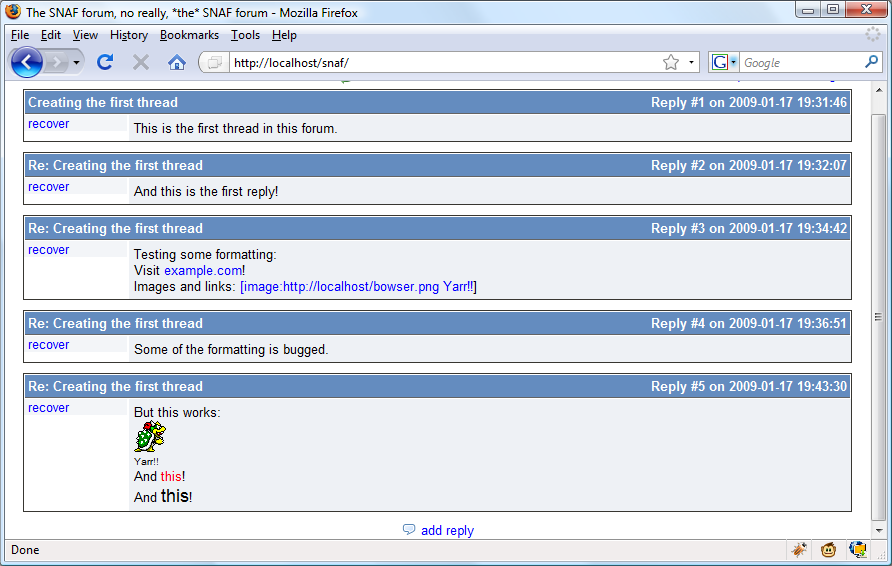 The SNAF forum, no really, *the* SNAF forum - Mozilla Firefox
File Edit View History Bookmarks Tools Help
http://localhost/snaf/
G Google
Creating the first thread Reply #1 on 2009-01-17 19:31:46
recover This is the first thread in this forum.
Re: Creating the first thread Reply #2 on 2009-01-17 19:32:07
recover And this is the first reply!
Re: Creating the first thread Reply #3 on 2009-01-17 19:34:42
recover Testing some formatting:
Visit example.com!
Images and links: [image:http://localhost/bowser.png Yarr!!]
Re: Creating the first thread Reply #4 on 2009-01-17 19:36:51
recover Some of the formatting is bugged.
Re: Creating the first thread Reply #5 on 2009-01-17 19:43:30
recover But this works:
Yarr!!
And this!
And this!
add reply
Done